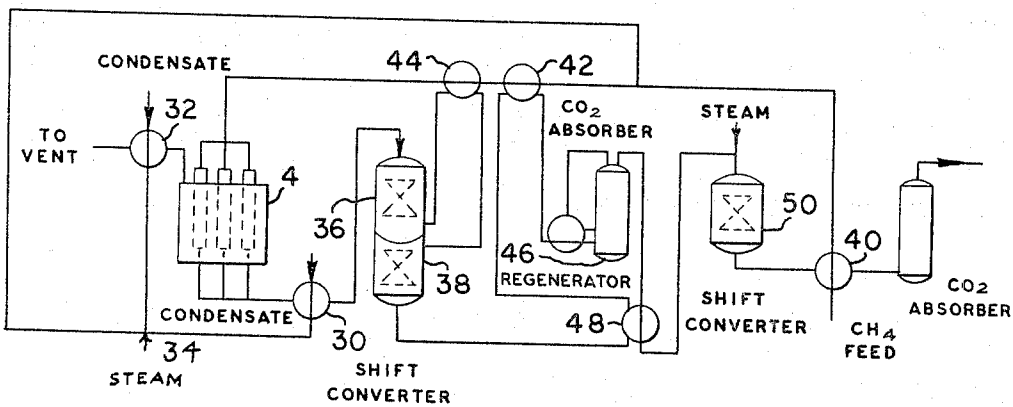 CONDENSATE
44
42
32
TO
VENT
4
CO2
ABSORBER
STEAM
36
38
46
REGENERATOR
50
40
CONDENSATE
30
48
34
STEAM
SHIFT
CONVERTER
SHIFT
CONVERTER
CH4
FEED
CO2
ABSORBER